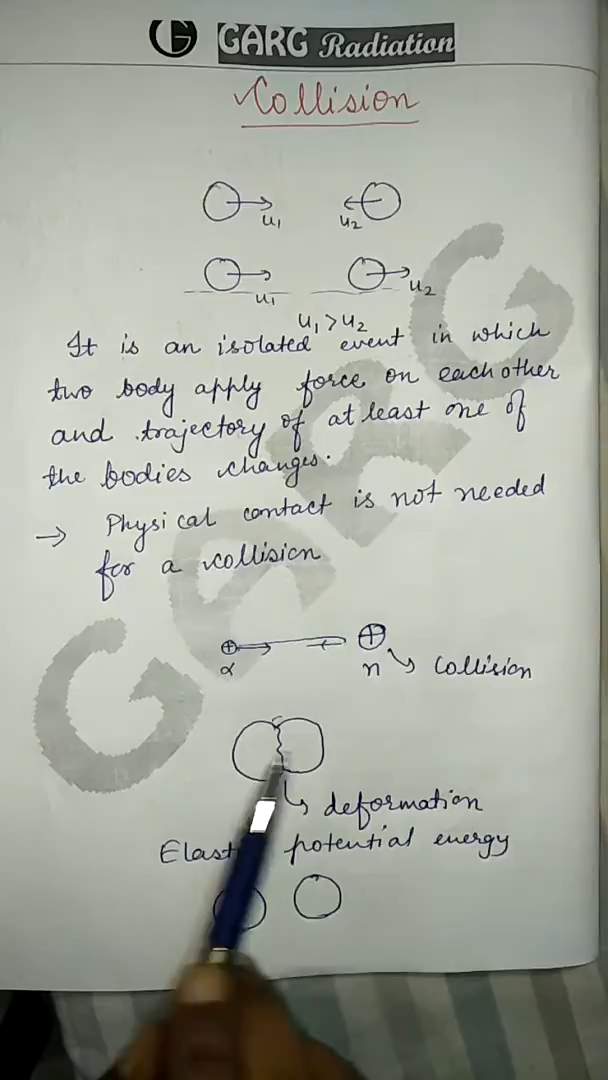 G GARG Radiation
Collision
u₁ u₂
u₁ u₂
u₁ > u₂
It is an isolated event in which
two body apply force on each other
and trajectory of at least one of
the bodies changes.
→ Physical contact is not needed
for a collision
GARG
⊕ ⊕
α n Collision
deformation
potential energy